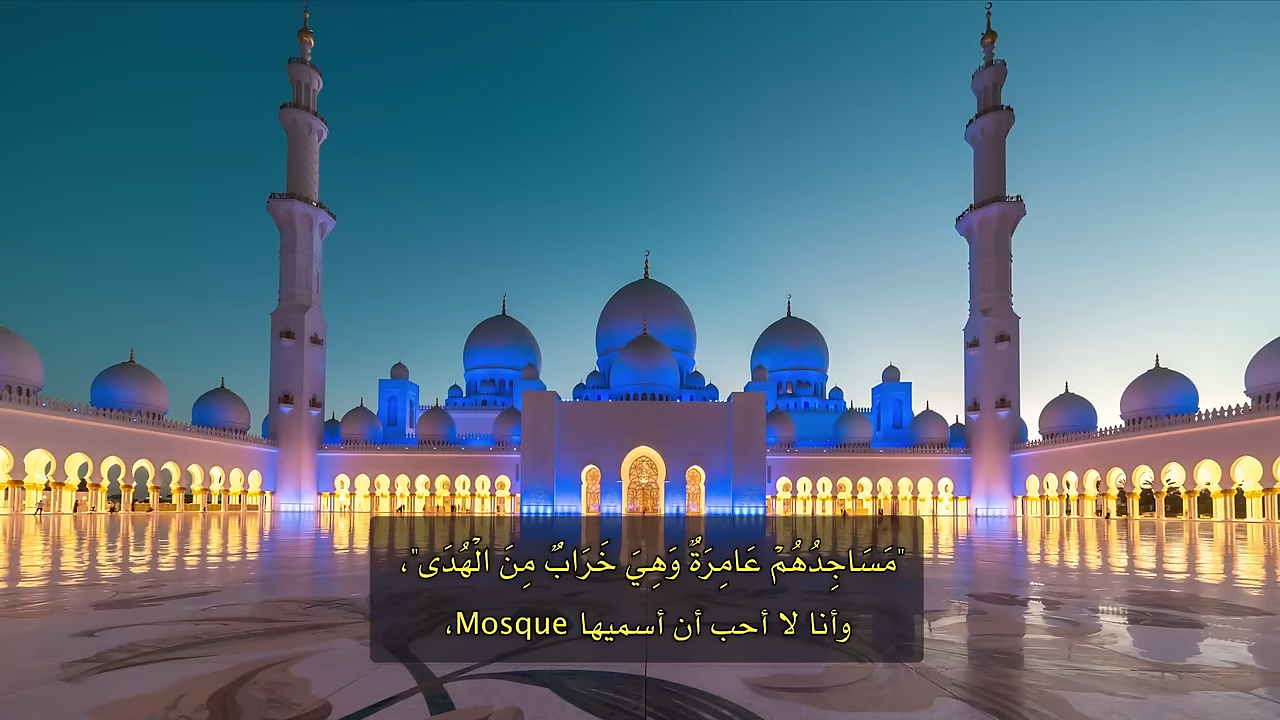 "مَسَاجِدُهُمْ عَامِرَةٌ وَهِيَ خَرَابٌ مِنَ الْهُدَى"،
وأنا لا أحب أن أسميها Mosque،